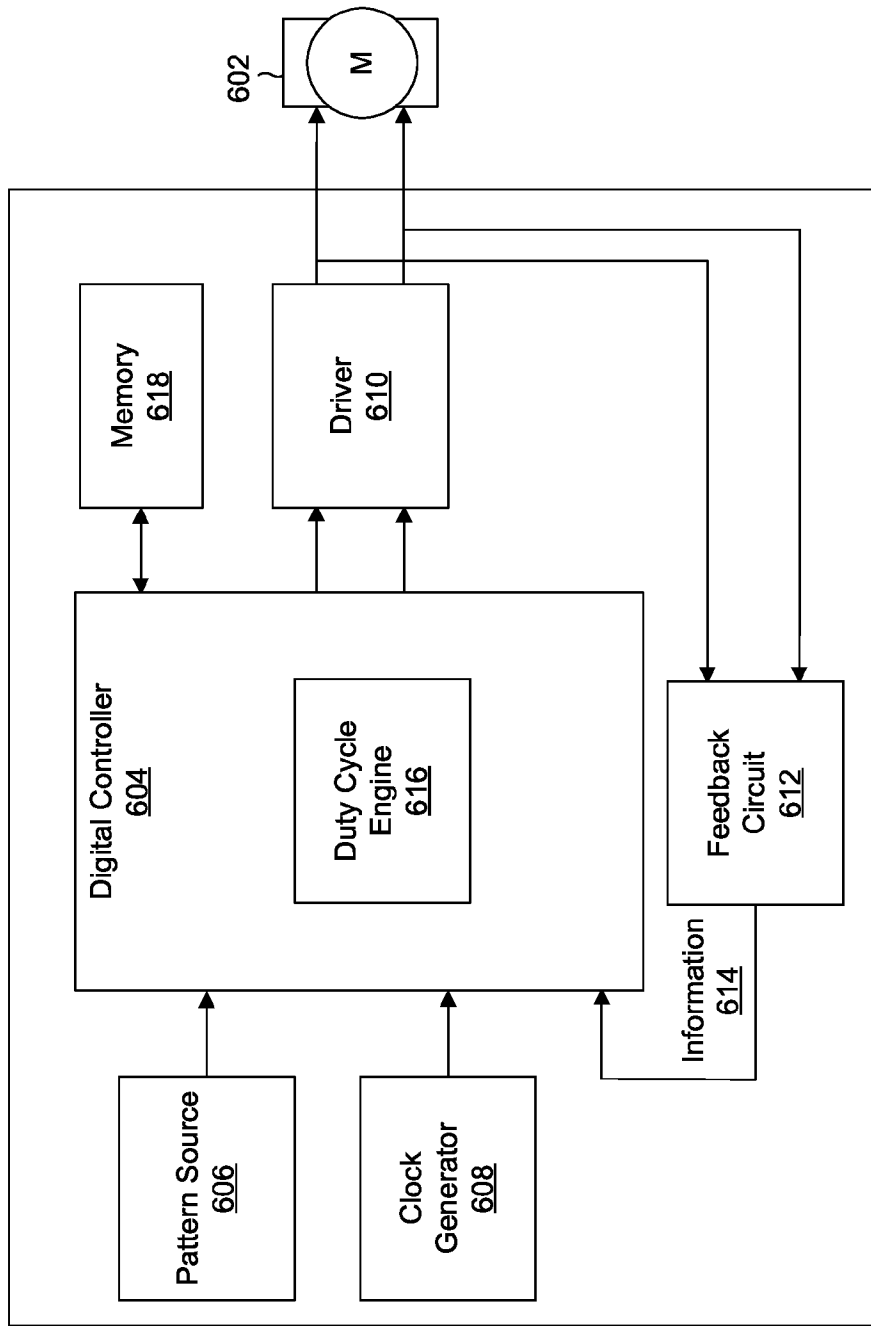 Pattern Source
606
Clock
Generator
608
Information
614
Digital Controller
604
Duty Cycle
Engine
616
Feedback
Circuit
612
Memory
618
Driver
610
602
M